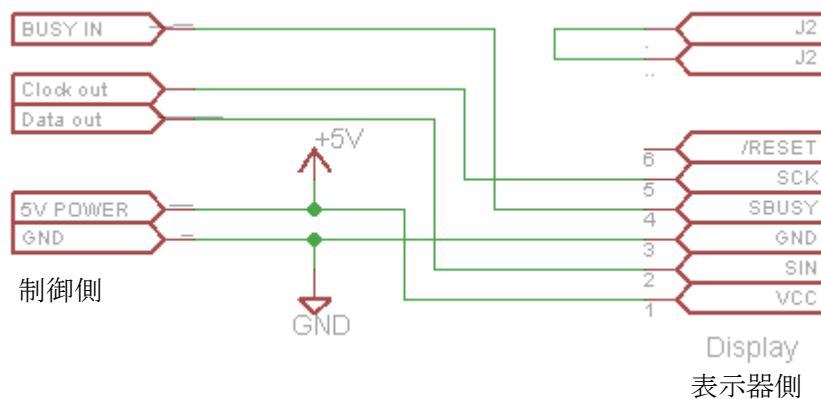 BUSY IN
Clock out
Data out
5V POWER
GND
制御側
+5V
GND
J2
J2
/RESET
6
SCK
5
SBUSY
4
GND
3
SIN
2
VCC
1
Display
表示器側